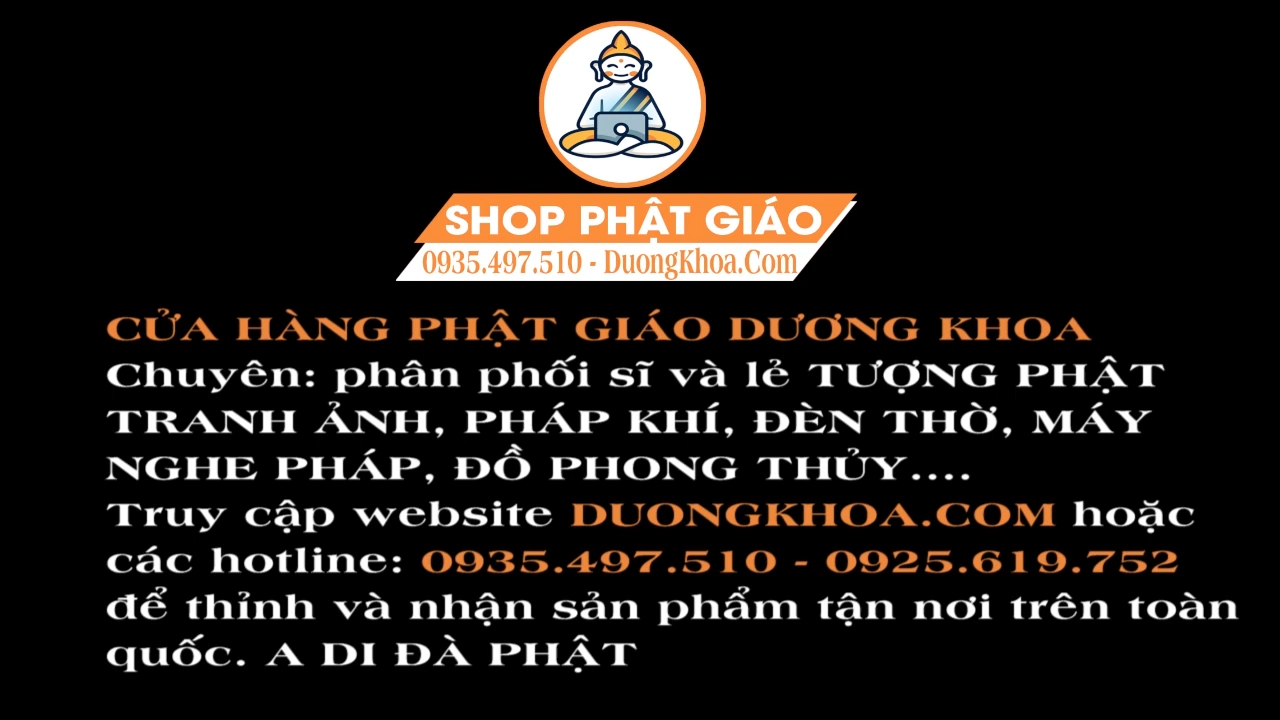 SHOP PHẬT GIÁO
0935.497.510 - DuongKhoa.Com
CỬA HÀNG PHẬT GIÁO DƯƠNG KHOA
Chuyên: phân phối sĩ và lẻ TƯỢNG PHẬT
TRANH ẢNH, PHÁP KHÍ, ĐÈN THỜ, MÁY
NGHE PHÁP, ĐỒ PHONG THỦY....
Truy cập website DUONGKHOA.COM hoặc
các hotline: 0935.497.510 - 0925.619.752
để thỉnh và nhận sản phẩm tận nơi trên toàn
quốc. A DI ĐÀ PHẬT